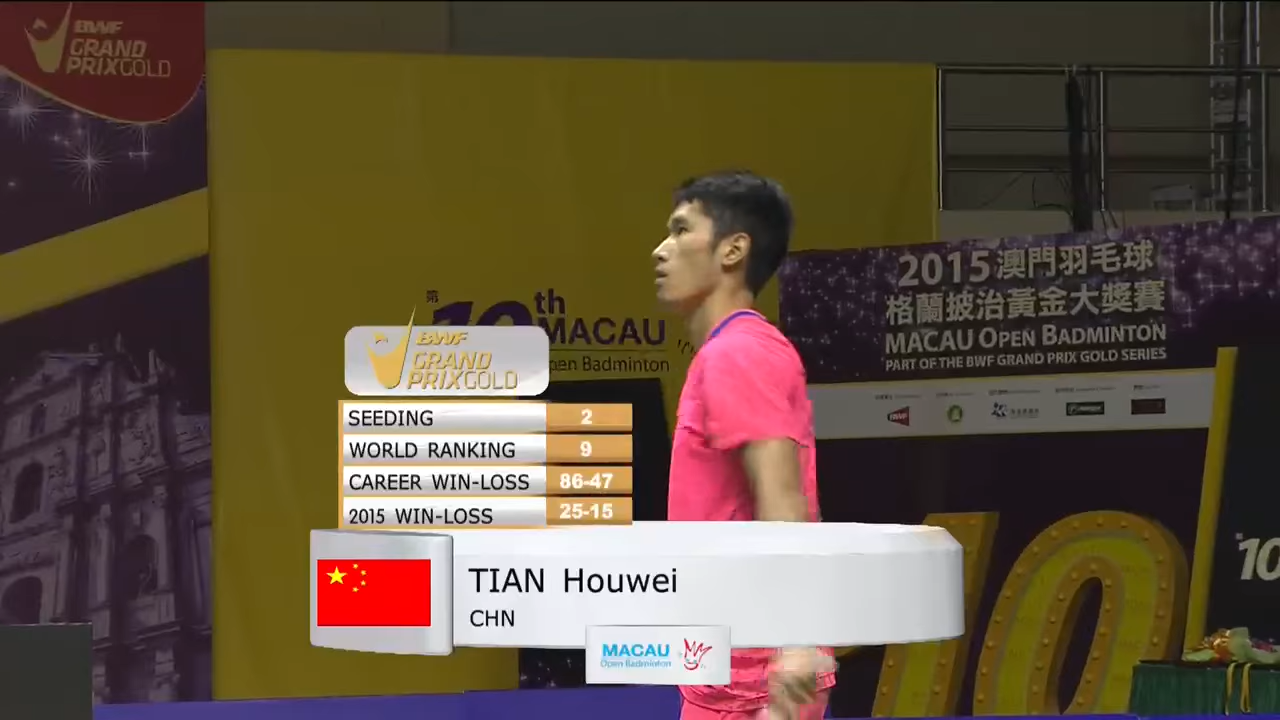 BWF
GRAND
PRIXGOLD
2015澳門羽毛球
格蘭披治黃金大獎賽
MACAU OPEN BADMINTON
PART OF THE BWF GRAND PRIX GOLD SERIES
第
10th
MACAU
Open Badminton
BWF
GRAND
PRIXGOLD
SEEDING 2
WORLD RANKING 9
CAREER WIN-LOSS 86-47
2015 WIN-LOSS 25-15
TIAN Houwei
CHN
MACAU
Open Badminton
10
10